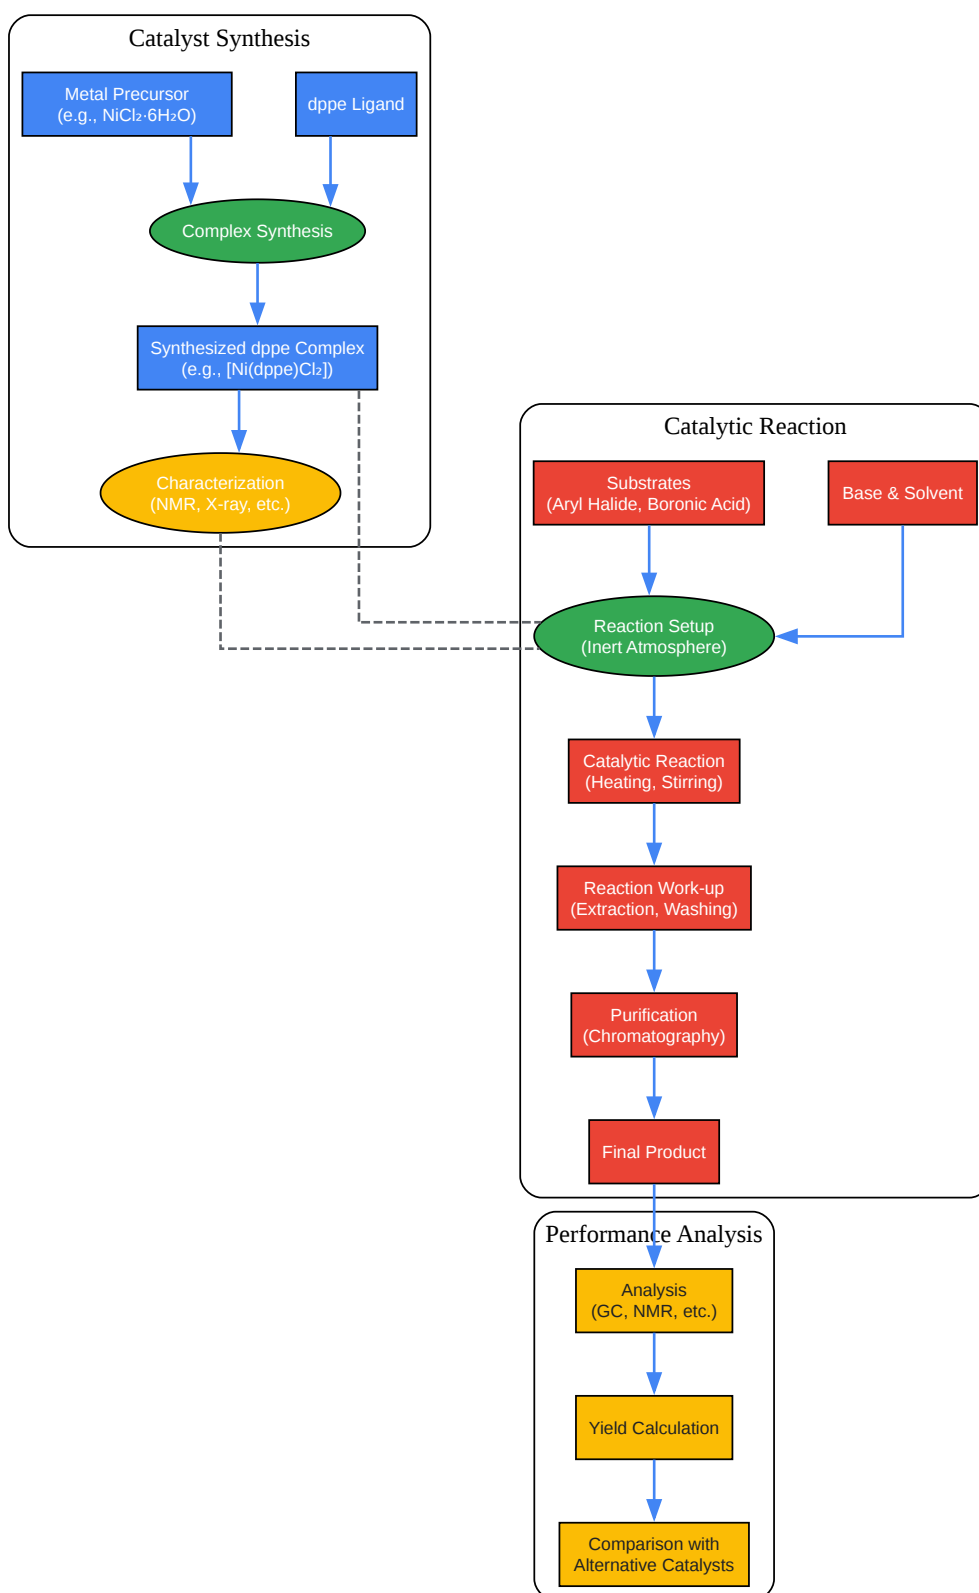 Catalyst Synthesis
Metal Precursor
(e.g., NiCl₂·6H₂O)
dppe Ligand
Complex Synthesis
Synthesized dppe Complex
(e.g., [Ni(dppe)Cl₂])
Characterization
(NMR, X-ray, etc.)
Catalytic Reaction
Substrates
(Aryl Halide, Boronic Acid)
Base & Solvent
Reaction Setup
(Inert Atmosphere)
Catalytic Reaction
(Heating, Stirring)
Reaction Work-up
(Extraction, Washing)
Purification
(Chromatography)
Final Product
Performance Analysis
Analysis
(GC, NMR, etc.)
Yield Calculation
Comparison with
Alternative Catalysts